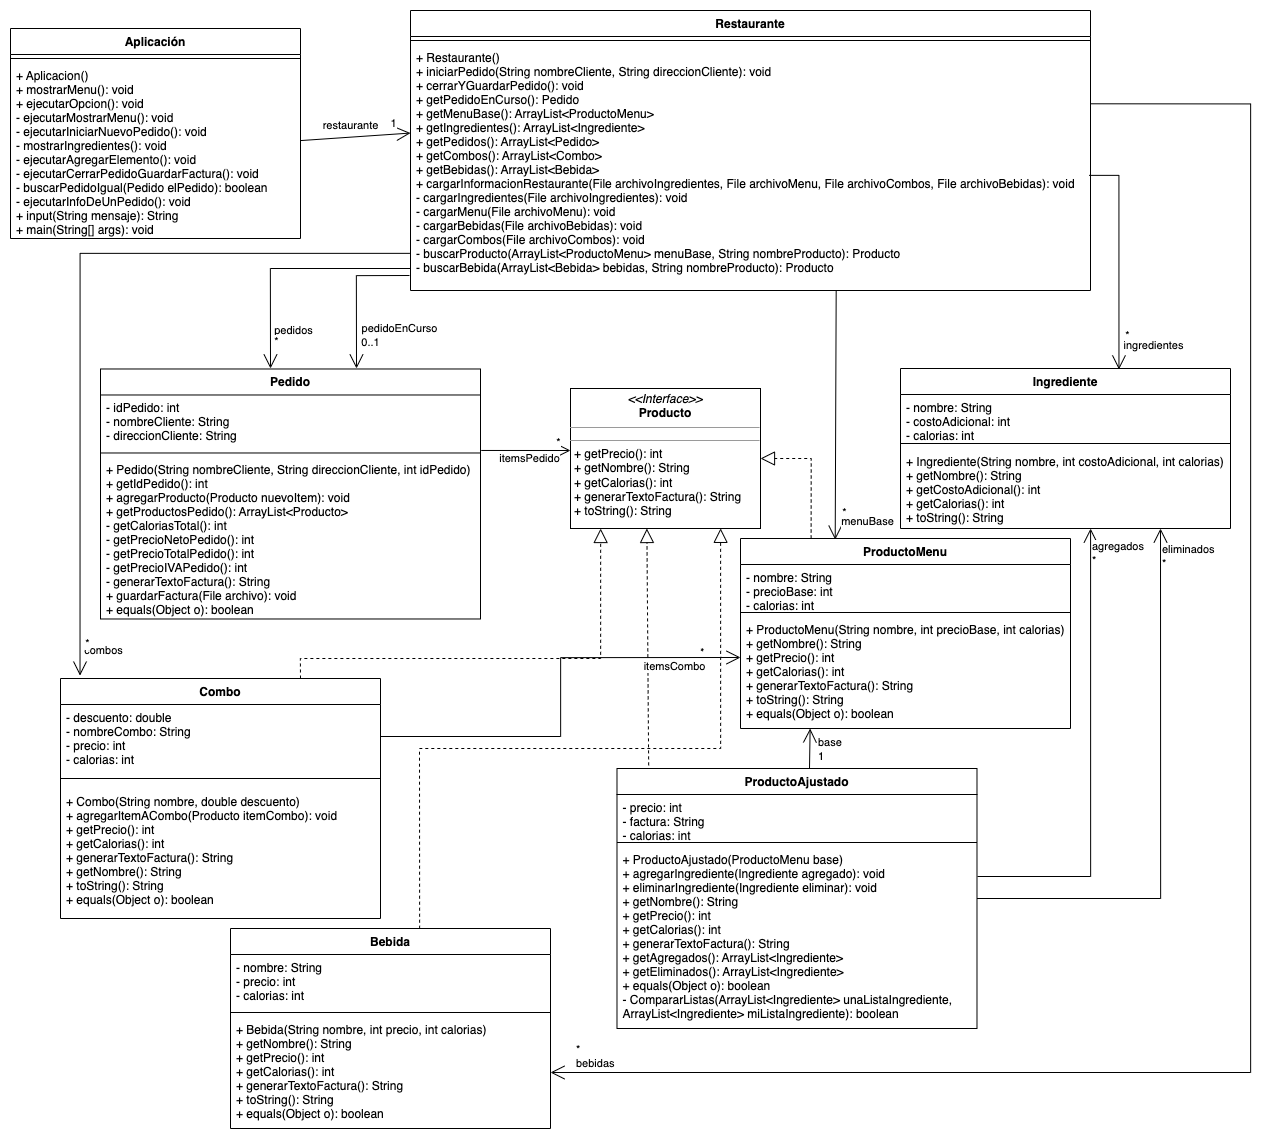 Aplicación
+ Aplicacion()
+ mostrarMenu(): void
+ ejecutarOpcion(): void
- ejecutarMostrarMenu(): void
- ejecutarIniciarNuevoPedido(): void
- mostrarIngredientes(): void
- ejecutarAgregarElemento(): void
- ejecutarCerrarPedidoGuardarFactura(): void
- buscarPedidoIgual(Pedido elPedido): boolean
- ejecutarInfoDeUnPedido(): void
+ input(String mensaje): String
+ main(String[] args): void
restaurante
1
Restaurante
+ Restaurante()
+ iniciarPedido(String nombreCliente, String direccionCliente): void
+ cerrarYGuardarPedido(): void
+ getPedidoEnCurso(): Pedido
+ getMenuBase(): ArrayList<ProductoMenu>
+ getIngredientes(): ArrayList<Ingrediente>
+ getPedidos(): ArrayList<Pedido>
+ getCombos(): ArrayList<Combo>
+ getBebidas(): ArrayList<Bebida>
+ cargarInformacionRestaurante(File archivoIngredientes, File archivoMenu, File archivoCombos, File archivoBebidas): void
- cargarIngredientes(File archivoIngredientes): void
- cargarMenu(File archivoMenu): void
- cargarBebidas(File archivoBebidas): void
- cargarCombos(File archivoCombos): void
- buscarProducto(ArrayList<ProductoMenu> menuBase, String nombreProducto): Producto
- buscarBebida(ArrayList<Bebida> bebidas, String nombreProducto): Producto
pedidos
*
pedidoEnCurso
0..1
*
ingredientes
Pedido
- idPedido: int
- nombreCliente: String
- direccionCliente: String
+ Pedido(String nombreCliente, String direccionCliente, int idPedido)
+ getIdPedido(): int
+ agregarProducto(Producto nuevoItem): void
+ getProductosPedido(): ArrayList<Producto>
- getCaloriasTotal(): int
- getPrecioNetoPedido(): int
- getPrecioTotalPedido(): int
- getPrecioIVAPedido(): int
- generarTextoFactura(): String
+ guardarFactura(File archivo): void
+ equals(Object o): boolean
*
itemsPedido
<<Interface>>
Producto
+ getPrecio(): int
+ getNombre(): String
+ getCalorias(): int
+ generarTextoFactura(): String
+ toString(): String
Ingrediente
- nombre: String
- costoAdicional: int
- calorias: int
+ Ingrediente(String nombre, int costoAdicional, int calorias)
+ getNombre(): String
+ getCostoAdicional(): int
+ getCalorias(): int
+ toString(): String
*
menuBase
agregados
*
eliminados
*
ProductoMenu
- nombre: String
- precioBase: int
- calorias: int
+ ProductoMenu(String nombre, int precioBase, int calorias)
+ getNombre(): String
+ getPrecio(): int
+ getCalorias(): int
+ generarTextoFactura(): String
+ toString(): String
+ equals(Object o): boolean
*
combos
*
itemsCombo
Combo
- descuento: double
- nombreCombo: String
- precio: int
- calorias: int
+ Combo(String nombre, double descuento)
+ agregarItemACombo(Producto itemCombo): void
+ getPrecio(): int
+ getCalorias(): int
+ generarTextoFactura(): String
+ getNombre(): String
+ toString(): String
+ equals(Object o): boolean
base
1
ProductoAjustado
- precio: int
- factura: String
- calorias: int
+ ProductoAjustado(ProductoMenu base)
+ agregarIngrediente(Ingrediente agregado): void
+ eliminarIngrediente(Ingrediente eliminar): void
+ getNombre(): String
+ getPrecio(): int
+ getCalorias(): int
+ generarTextoFactura(): String
+ getAgregados(): ArrayList<Ingrediente>
+ getEliminados(): ArrayList<Ingrediente>
+ equals(Object o): boolean
- CompararListas(ArrayList<Ingrediente> unaListaIngrediente,
ArrayList<Ingrediente> miListaIngrediente): boolean
Bebida
- nombre: String
- precio: int
- calorias: int
+ Bebida(String nombre, int precio, int calorias)
+ getNombre(): String
+ getPrecio(): int
+ getCalorias(): int
+ generarTextoFactura(): String
+ toString(): String
+ equals(Object o): boolean
*
bebidas